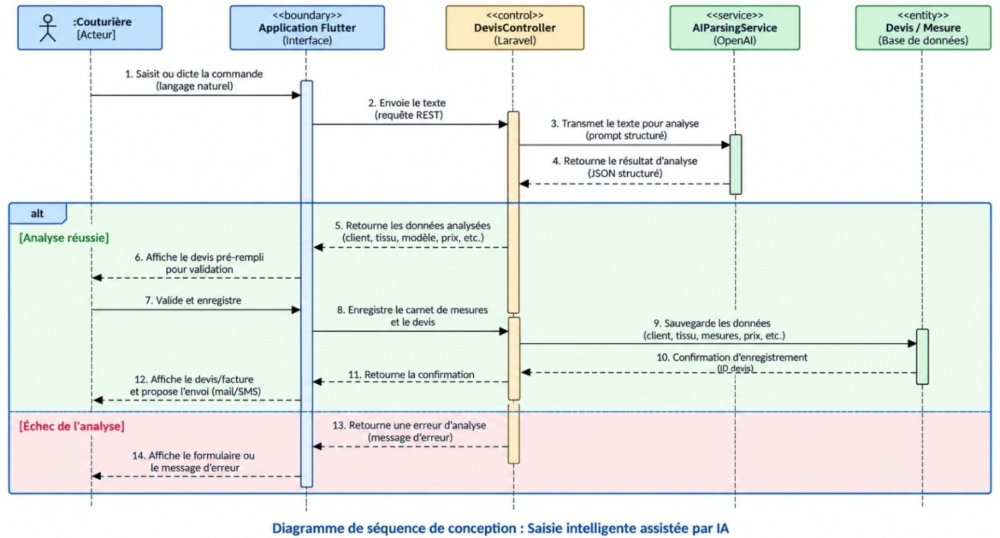 :Couturière
[Acteur]
<<boundary>>
Application Flutter
(Interface)
<<control>>
DevisController
(Laravel)
<<service>>
AIParsingService
(OpenAI)
<<entity>>
Devis / Mesure
(Base de données)
1. Saisit ou dicte la commande
(langage naturel)
2. Envoie le texte
(requête REST)
3. Transmet le texte pour analyse
(prompt structuré)
4. Retourne le résultat d'analyse
(JSON structuré)
alt
[Analyse réussie]
5. Retourne les données analysées
(client, tissu, modèle, prix, etc.)
6. Affiche le devis pré-rempli
pour validation
7. Valide et enregistre
8. Enregistre le carnet de mesures
et le devis
9. Sauvegarde les données
(client, tissu, mesures, prix, etc.)
10. Confirmation d'enregistrement
(ID devis)
11. Retourne la confirmation
12. Affiche le devis/facture
et propose l'envoi (mail/SMS)
[Échec de l'analyse]
13. Retourne une erreur d'analyse
(message d'erreur)
14. Affiche le formulaire ou
le message d'erreur
Diagramme de séquence de conception : Saisie intelligente assistée par IA